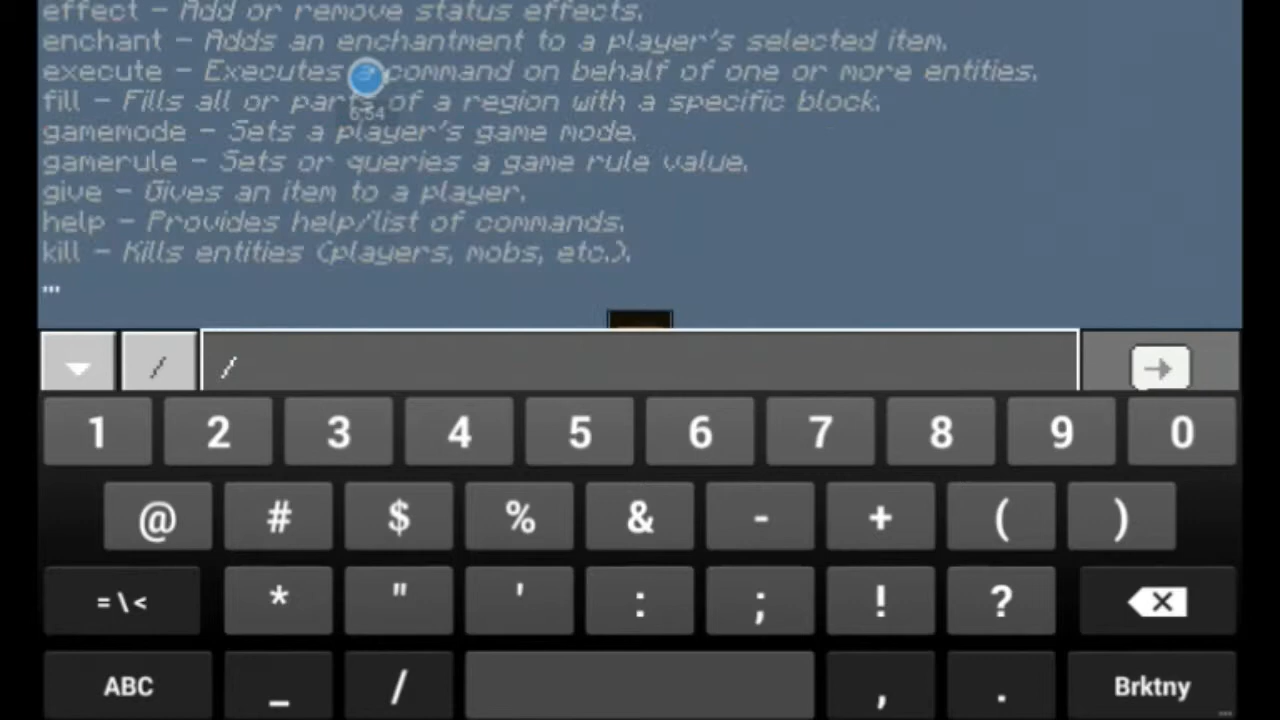 effect - Add or remove status effects.
enchant - Adds an enchantment to a player's selected item.
execute - Executes command on behalf of one or more entities.
fill - Fills all or parts of a region with a specific block.
6:54
gamemode - Sets a player's game mode.
gamerule - Sets or queries a game rule value.
give - Gives an item to a player.
help - Provides help/list of commands.
kill - Kills entities (players, mobs, etc.).
...
/ /
1 2 3 4 5 6 7 8 9 0
@ # $ % & - + ( )
= \ < * " ' : ; ! ?
ABC _ / , . Brktny